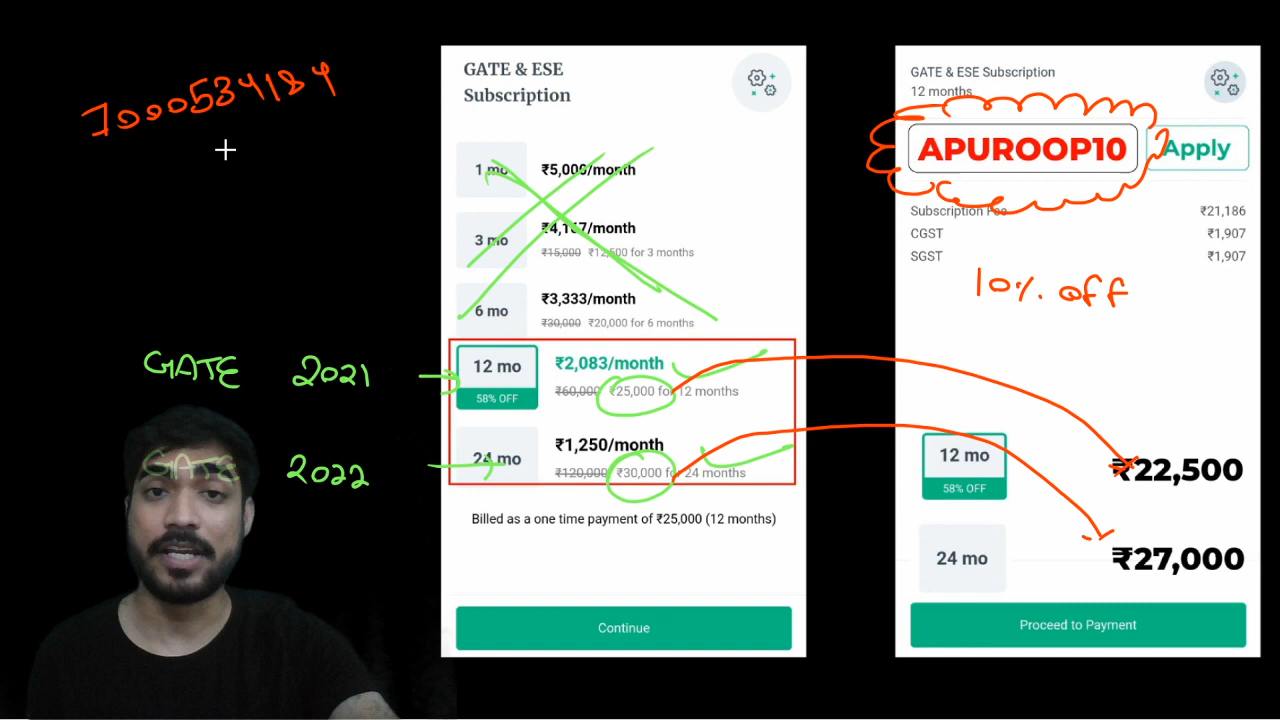 7000534184
GATE 2021
GATE 2022
GATE & ESE
Subscription
1 mo ₹5,000/month
3 mo ₹4,167/month
₹15,000 ₹12,500 for 3 months
6 mo ₹3,333/month
₹30,000 ₹20,000 for 6 months
12 mo ₹2,083/month
58% OFF ₹60,000 ₹25,000 for 12 months
24 mo ₹1,250/month
₹120,000 ₹30,000 for 24 months
Billed as a one time payment of ₹25,000 (12 months)
Continue
GATE & ESE Subscription
12 months
APUROOP10 Apply
Subscription Fee ₹21,186
CGST ₹1,907
SGST ₹1,907
10% off
12 mo ₹22,500
58% OFF
24 mo ₹27,000
Proceed to Payment